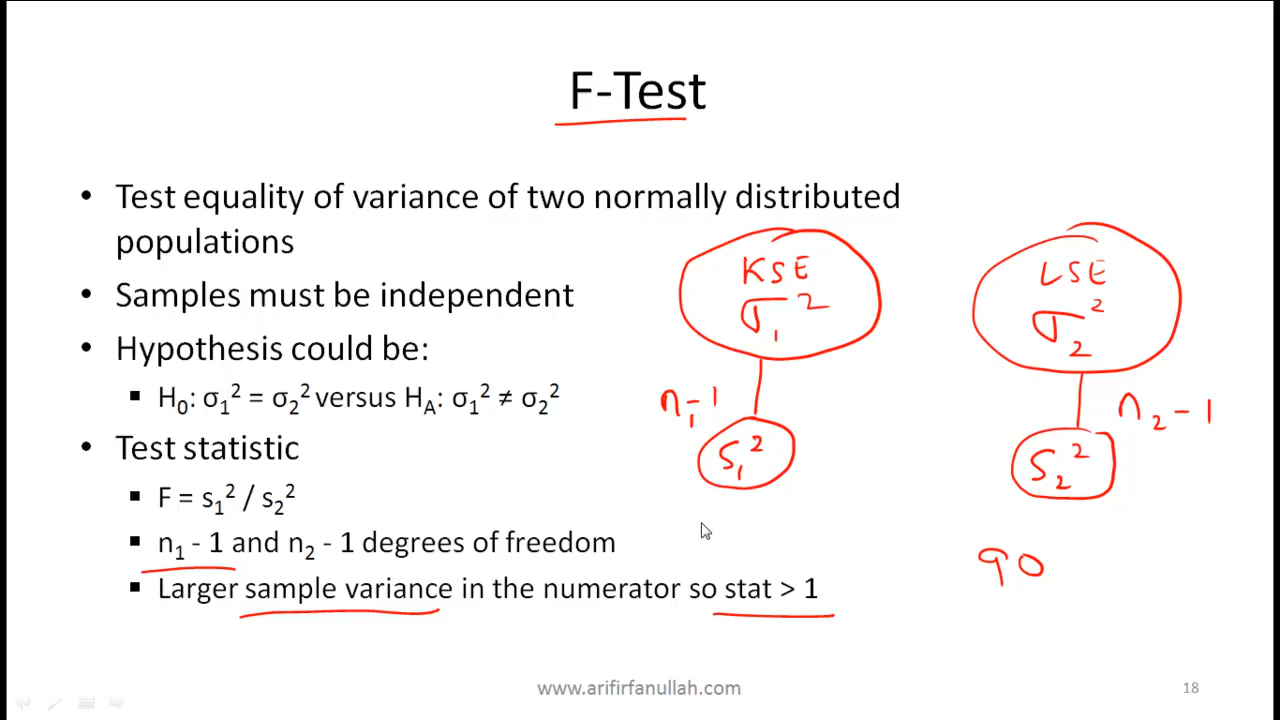 F-Test
• Test equality of variance of two normally distributed
populations
• Samples must be independent
• Hypothesis could be:
▪ H₀: σ₁² = σ₂² versus H_A: σ₁² ≠ σ₂²
• Test statistic
▪ F = s₁² / s₂²
▪ n₁ - 1 and n₂ - 1 degrees of freedom
▪ Larger sample variance in the numerator so stat > 1
KSE
σ₁²
n₁-1
S₁²
LSE
σ₂²
n₂-1
S₂²
90
www.arifirfanullah.com
18